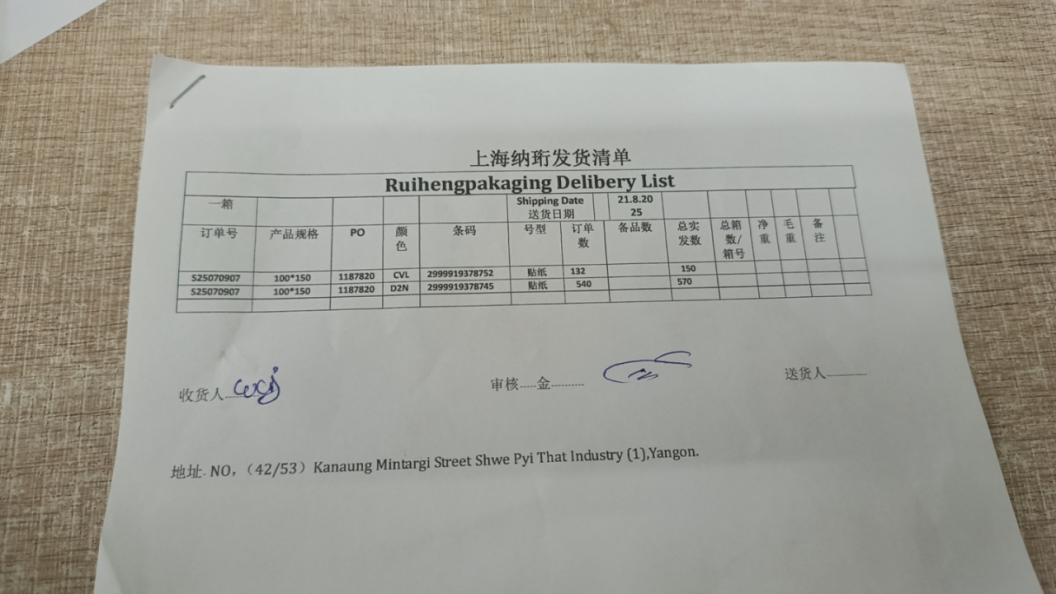 上海纳珩发货清单
Ruihengpakaging Delibery List
一箱 Shipping Date 送货日期 21.8.2025
订单号 产品规格 PO 颜色 条码 号型 订单数 备品数 总实发数 总箱数/箱号 净重 毛重 备注
S25070907 100*150 1187820 CVL 2999919378752 贴纸 132 150
S25070907 100*150 1187820 D2N 2999919378745 贴纸 540 570
收货人 审核.....金.......... 送货人
地址. NO,（42/53）Kanaung Mintargi Street Shwe Pyi That Industry (1),Yangon.